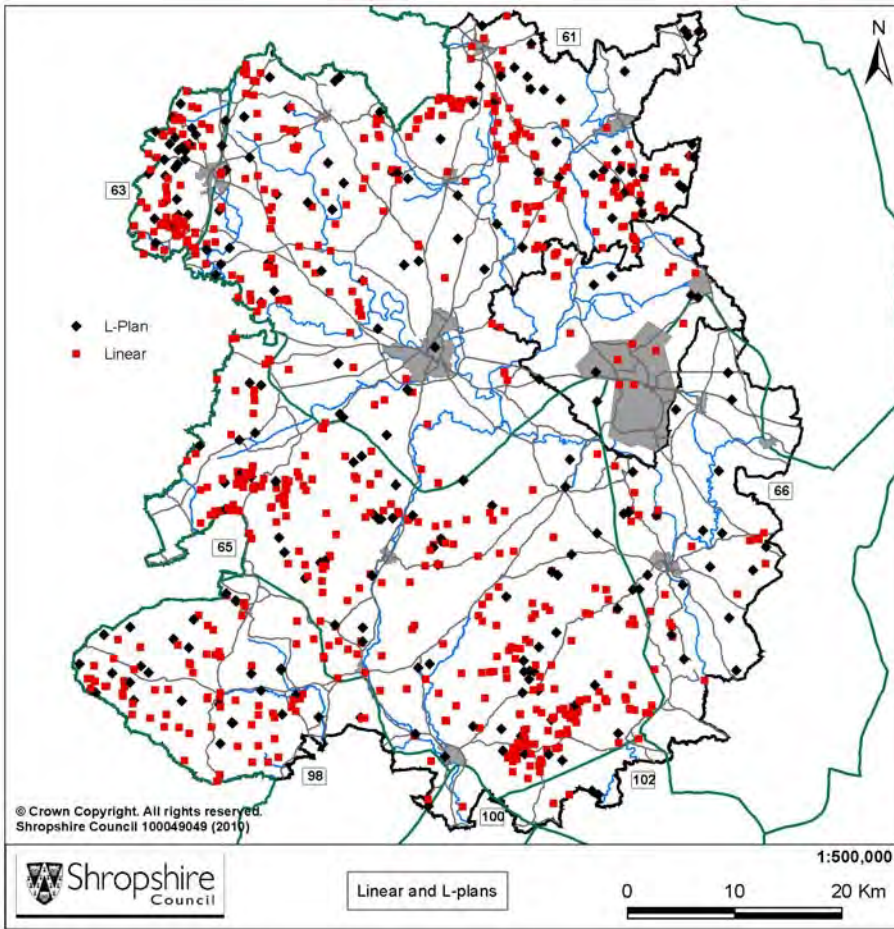 61
N
63
L-Plan
Linear
66
65
98
102
100
© Crown Copyright. All rights reserved.
Shropshire Council 100049049 (2010)
Shropshire
Council
Linear and L-plans
1:500,000
0 10 20 Km